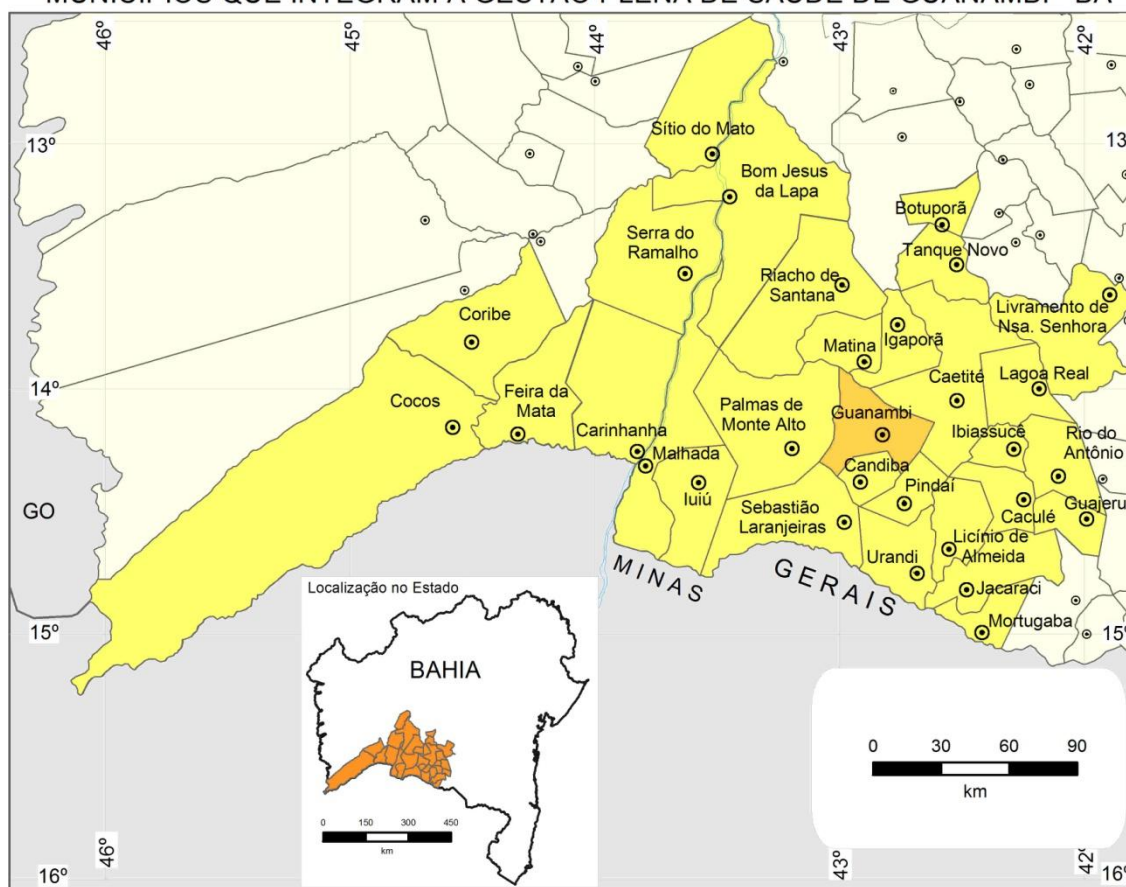 MUNICÍPIOS QUE INTEGRAM A GESTÃO PLENA DE SAÚDE DE GUANAMBI - BA
46º
45º
44º
43º
42º
13º
13
Sítio do Mato
Bom Jesus
da Lapa
Botuporã
Serra do
Ramalho
Tanque Novo
Riacho de
Santana
Livramento de
Nsa. Senhora
Coribe
Igaporã
Matina
14º
Caetité
Lagoa Real
Cocos
Feira da
Mata
Palmas de
Monte Alto
Guanambi
Ibiassucê
Rio do
Antônio
Carinhanha
Malhada
Candiba
Iuiú
Pindaí
GO
Sebastião
Laranjeiras
Caculé
Guajeru
Licínio de
Almeida
Urandi
MINAS
GERAIS
Jacaraci
Mortugaba
15º
15º
Localização no Estado
BAHIA
0 150 300 450
km
0 30 60 90
km
16º
46º
45º
43º
42º
16º